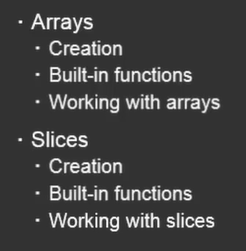 · Arrays
· Creation
· Built-in functions
· Working with arrays
· Slices
· Creation
· Built-in functions
· Working with slices